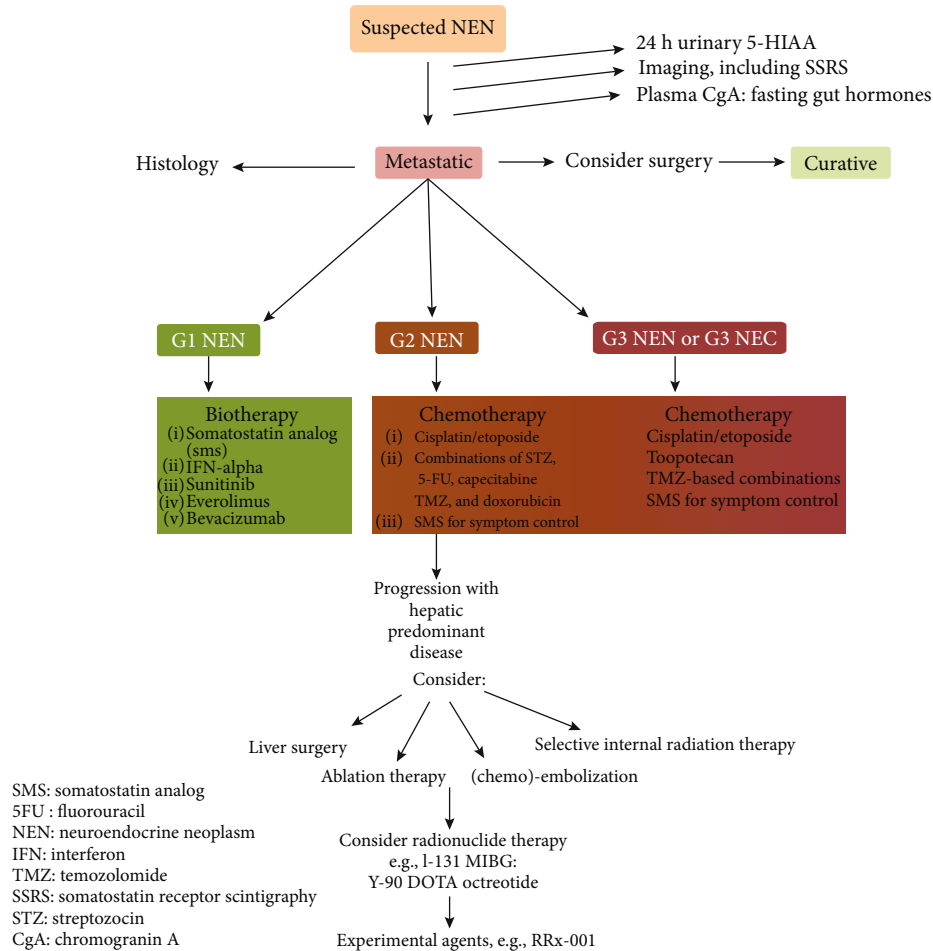 Suspected NEN
24 h urinary 5-HIAA
Imaging, including SSRS
Plasma CgA: fasting gut hormones
Histology
Metastatic
Consider surgery
Curative
G1 NEN
G2 NEN
G3 NEN or G3 NEC
Biotherapy
(i) Somatostatin analog
(sms)
(ii) IFN-alpha
(iii) Sunitinib
(iv) Everolimus
(v) Bevacizumab
Chemotherapy
(i) Cisplatin/etoposide
(ii) Combinations of STZ,
5-FU, capecitabine
TMZ, and doxorubicin
(iii) SMS for symptom control
Chemotherapy
Cisplatin/etoposide
Toopotecan
TMZ-based combinations
SMS for symptom control
Progression with
hepatic
predominant
disease
Consider:
Liver surgery
Ablation therapy
(chemo)-embolization
Selective internal radiation therapy
Consider radionuclide therapy
e.g., l-131 MIBG:
Y-90 DOTA octreotide
Experimental agents, e.g., RRx-001
SMS: somatostatin analog
5FU : fluorouracil
NEN: neuroendocrine neoplasm
IFN: interferon
TMZ: temozolomide
SSRS: somatostatin receptor scintigraphy
STZ: streptozocin
CgA: chromogranin A